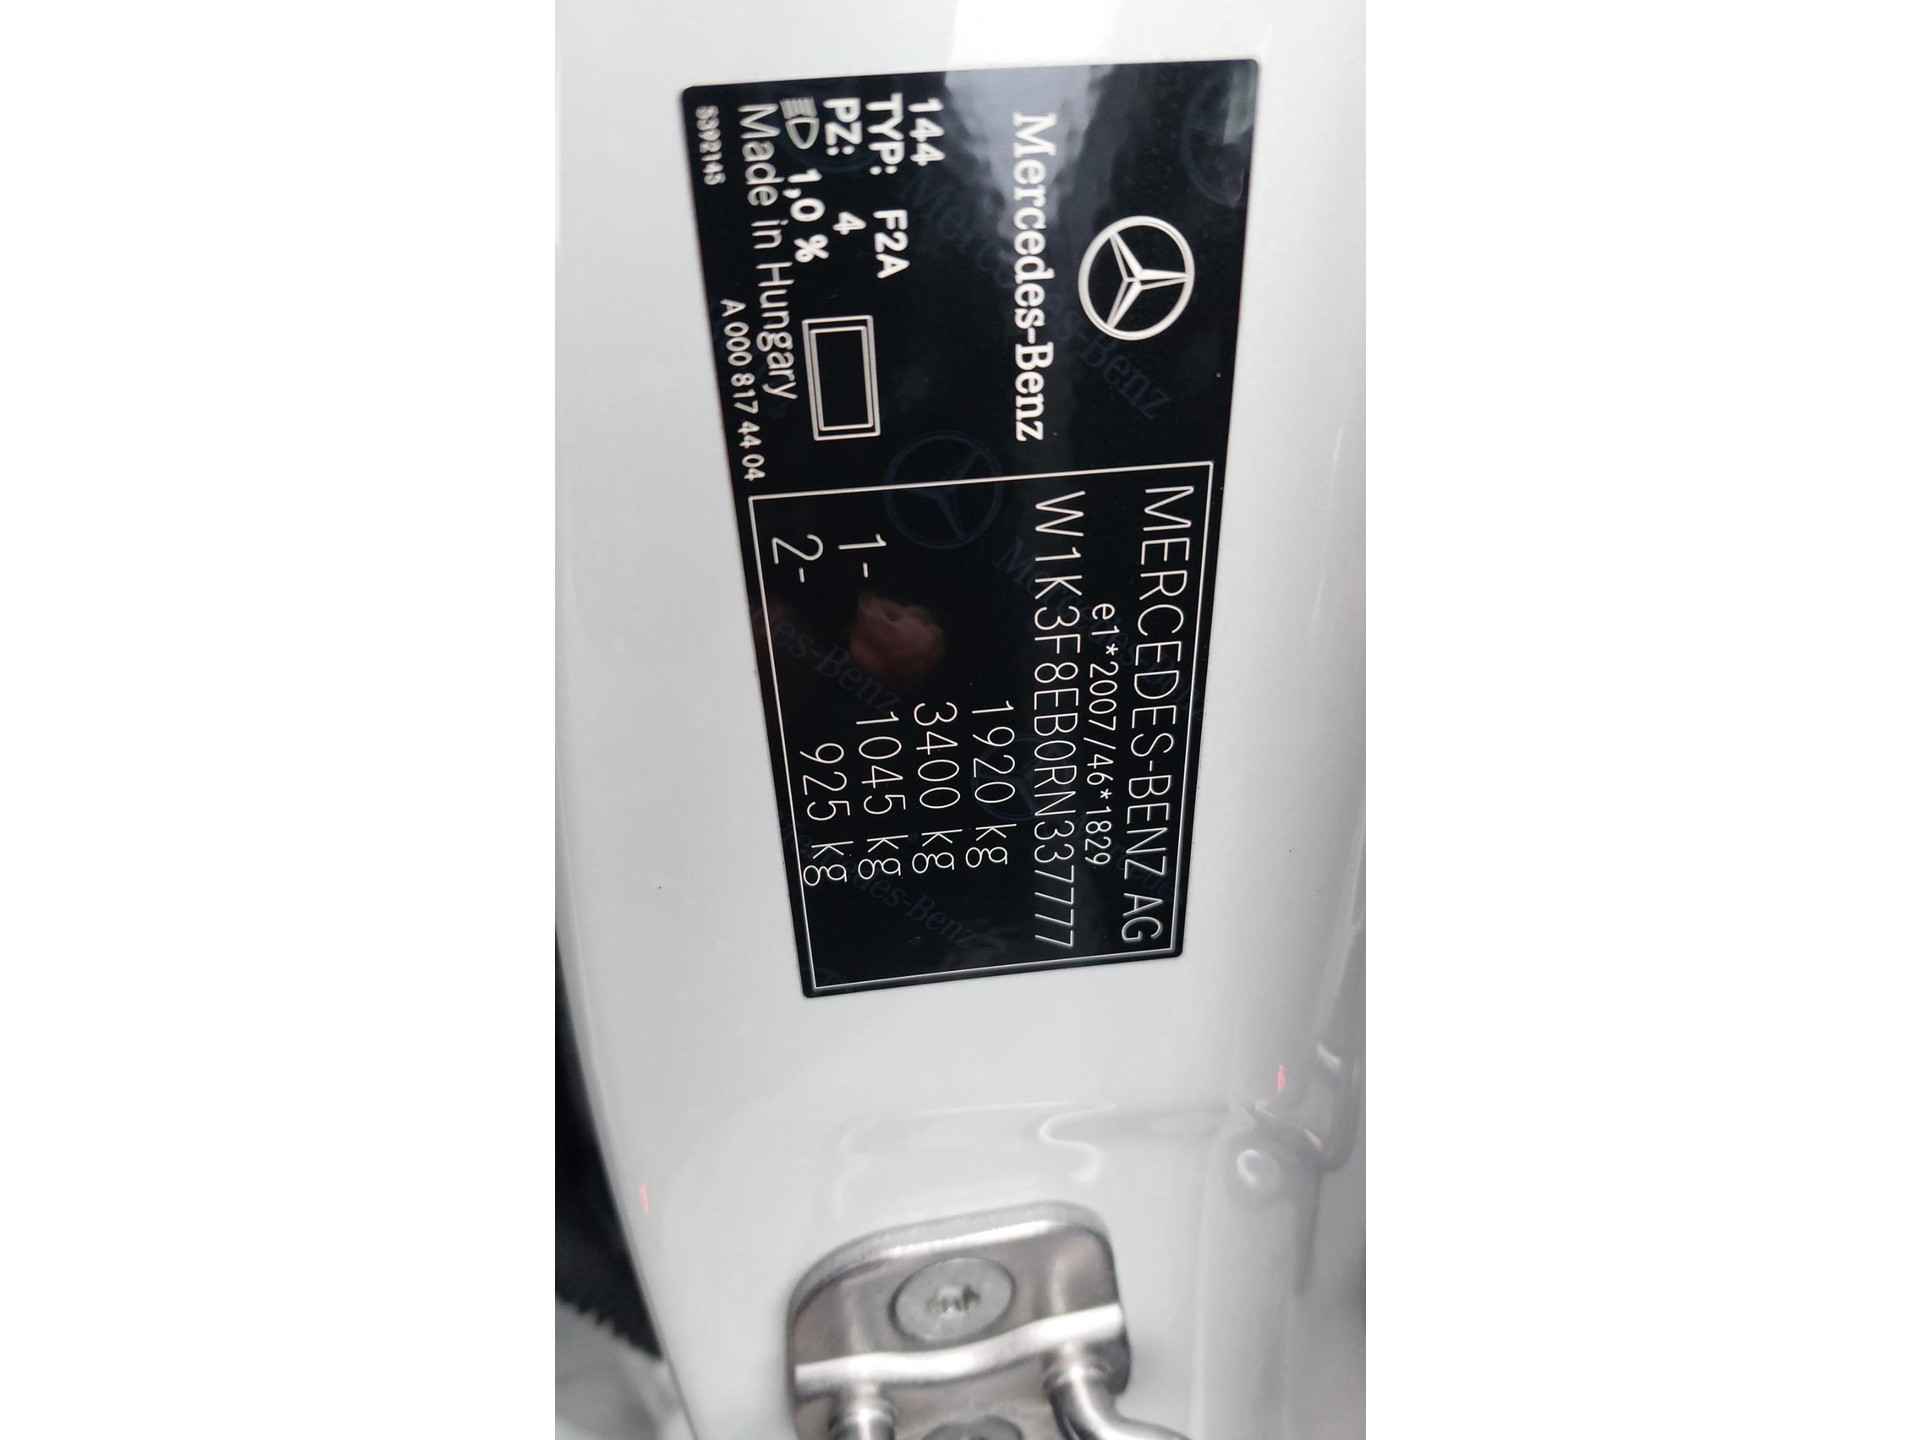 Mercedes-Benz
144
TYP: F2A
PZ: 4
1,0 %
Made in Hungary
5392143
A 000 817 44 04
MERCEDES-BENZ AG
e1*2007/46*1829
W1K3F8EB0RN337777
1920 kg
3400 kg
1- 1045 kg
2- 925 kg